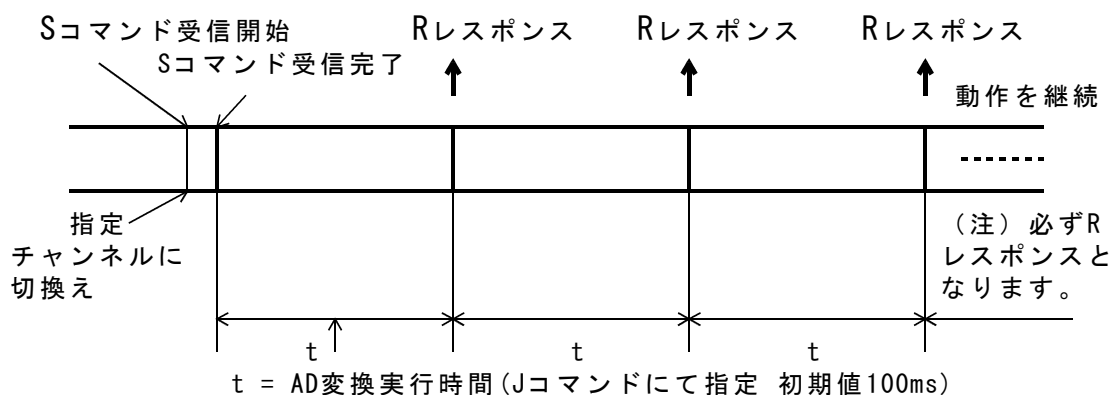 Sコマンド受信開始
Sコマンド受信完了
Rレスポンス
Rレスポンス
Rレスポンス
動作を継続
指定
チャンネルに
切換え
(注)必ずR
レスポンスと
なります。
t
t
t
t = AD変換実行時間(Jコマンドにて指定 初期値100ms)